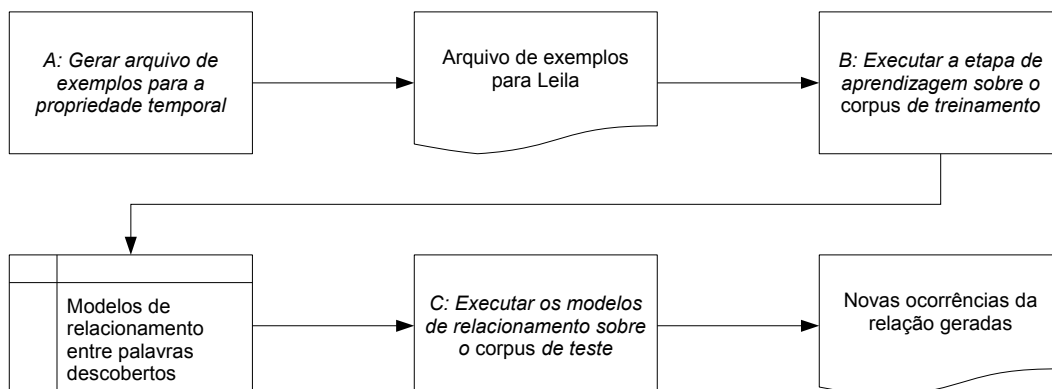 A: Gerar arquivo de
exemplos para a
propriedade temporal
Arquivo de exemplos
para Leila
B: Executar a etapa de
aprendizagem sobre o
corpus de treinamento
Modelos de
relacionamento
entre palavras
descobertos
C: Executar os modelos
de relacionamento sobre
o corpus de teste
Novas ocorrências da
relação geradas